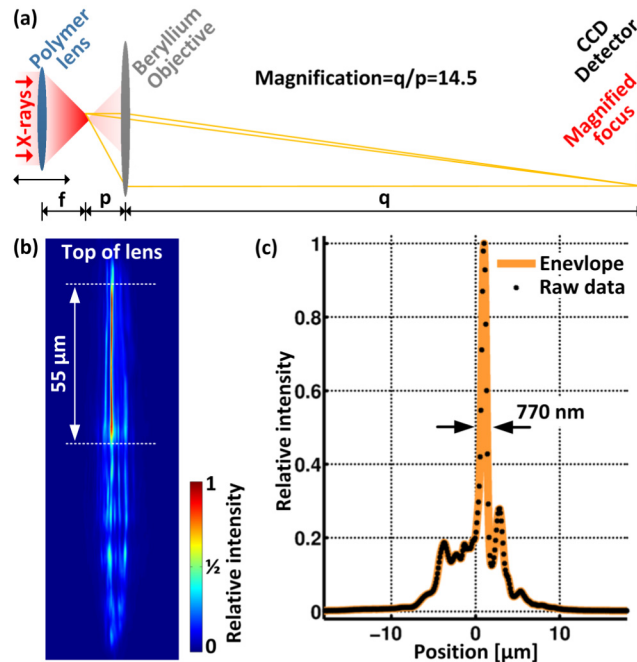 (a)
Polymer
lens
X-rays
Beryllium
Objective
Magnification=q/p=14.5
CCD
Detector
Magnified
focus
f
p
q
(b)
Top of lens
55 µm
1
½
0
Relative intensity
(c)
Enevlope
Raw data
770 nm
1
0.8
0.6
0.4
0.2
0
Relative intensity
−10
0
10
Position [µm]